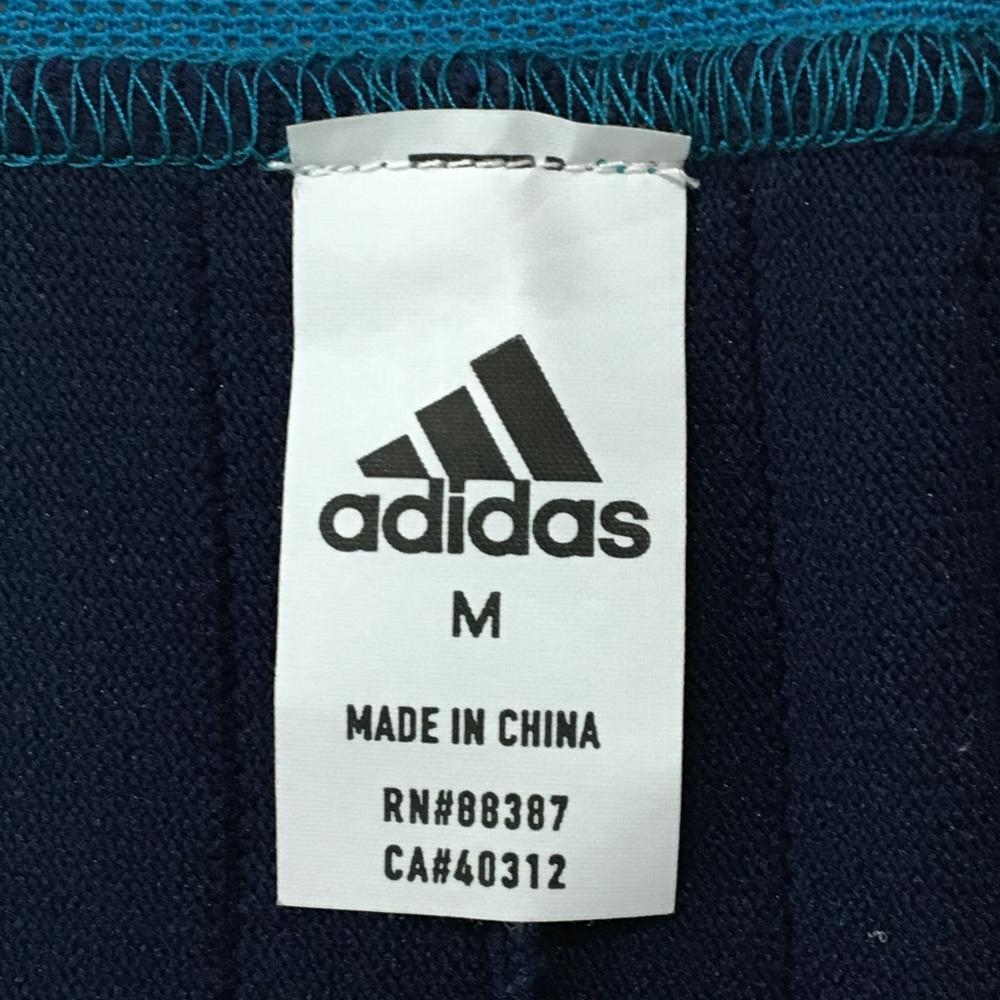 adidas
M
MADE IN CHINA
RN#88387
CA#40312